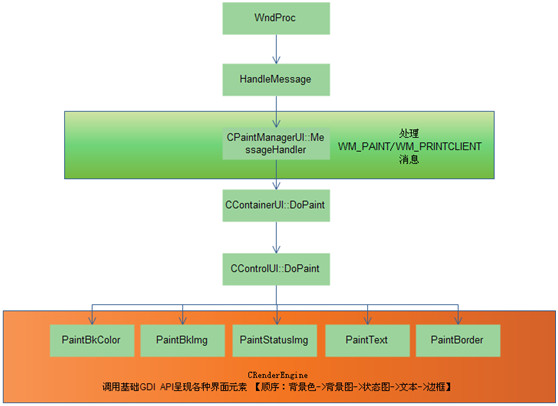 WndProc
HandleMessage
CPaintManagerUI::Me
ssageHandler
处理
WM_PAINT/WM_PRINTCLIENT
消息
CContainerUI::DoPaint
CControlUI::DoPaint
PaintBkColor
PaintBkImg
PaintStatusImg
PaintText
PaintBorder
CRenderEngine
调用基础GDI API呈现各种界面元素 【顺序：背景色->背景图->状态图->文本->边框】